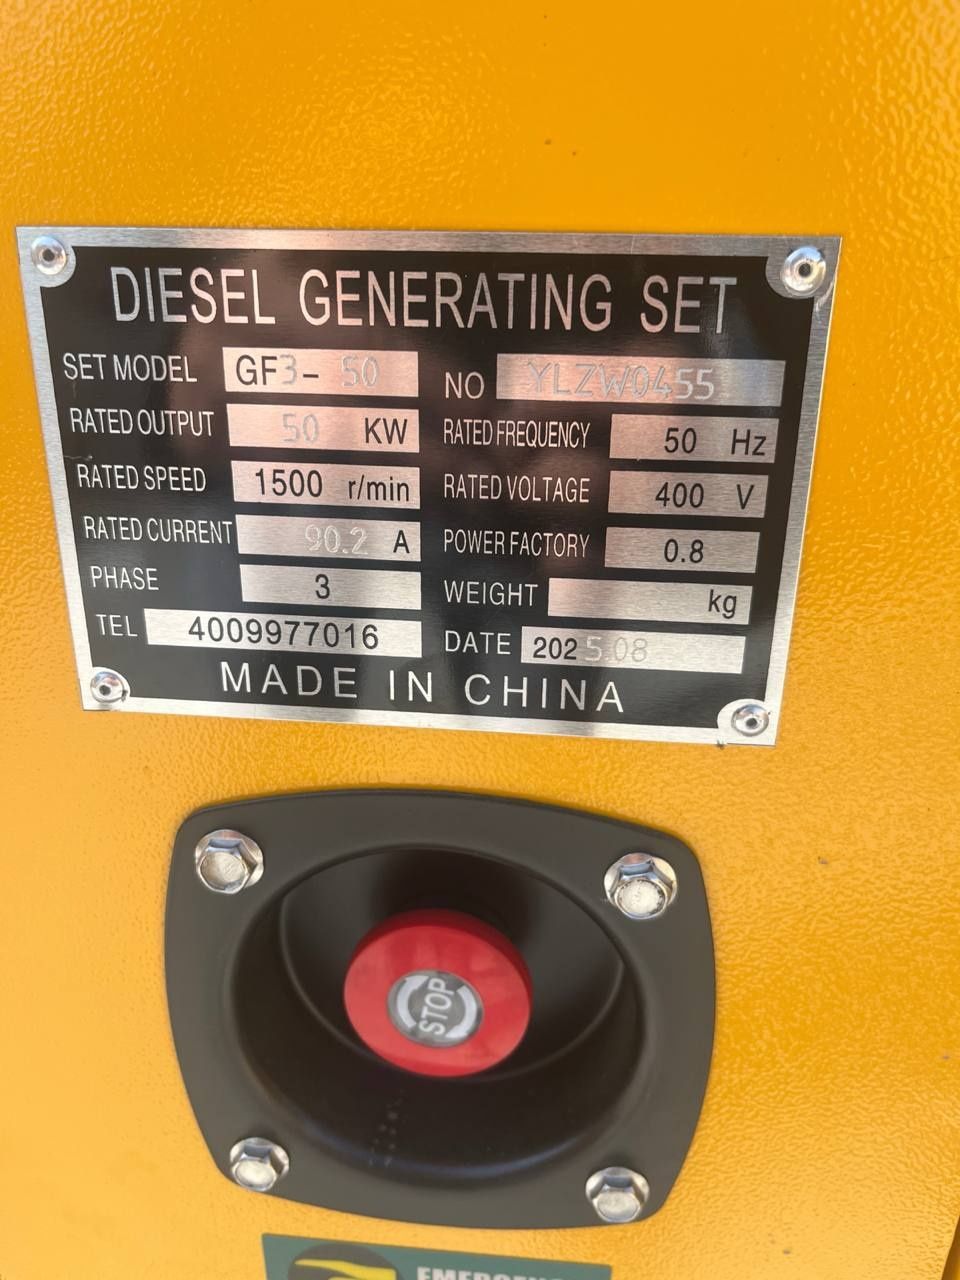 DIESEL GENERATING SET
SET MODEL GF3- 50 NO YLZW0455
RATED OUTPUT 50 KW RATED FREQUENCY 50 Hz
RATED SPEED 1500 r/min RATED VOLTAGE 400 V
RATED CURRENT 90.2 A POWER FACTORY 0.8
PHASE 3 WEIGHT kg
TEL 4009977016 DATE 2025.08
MADE IN CHINA
STOP